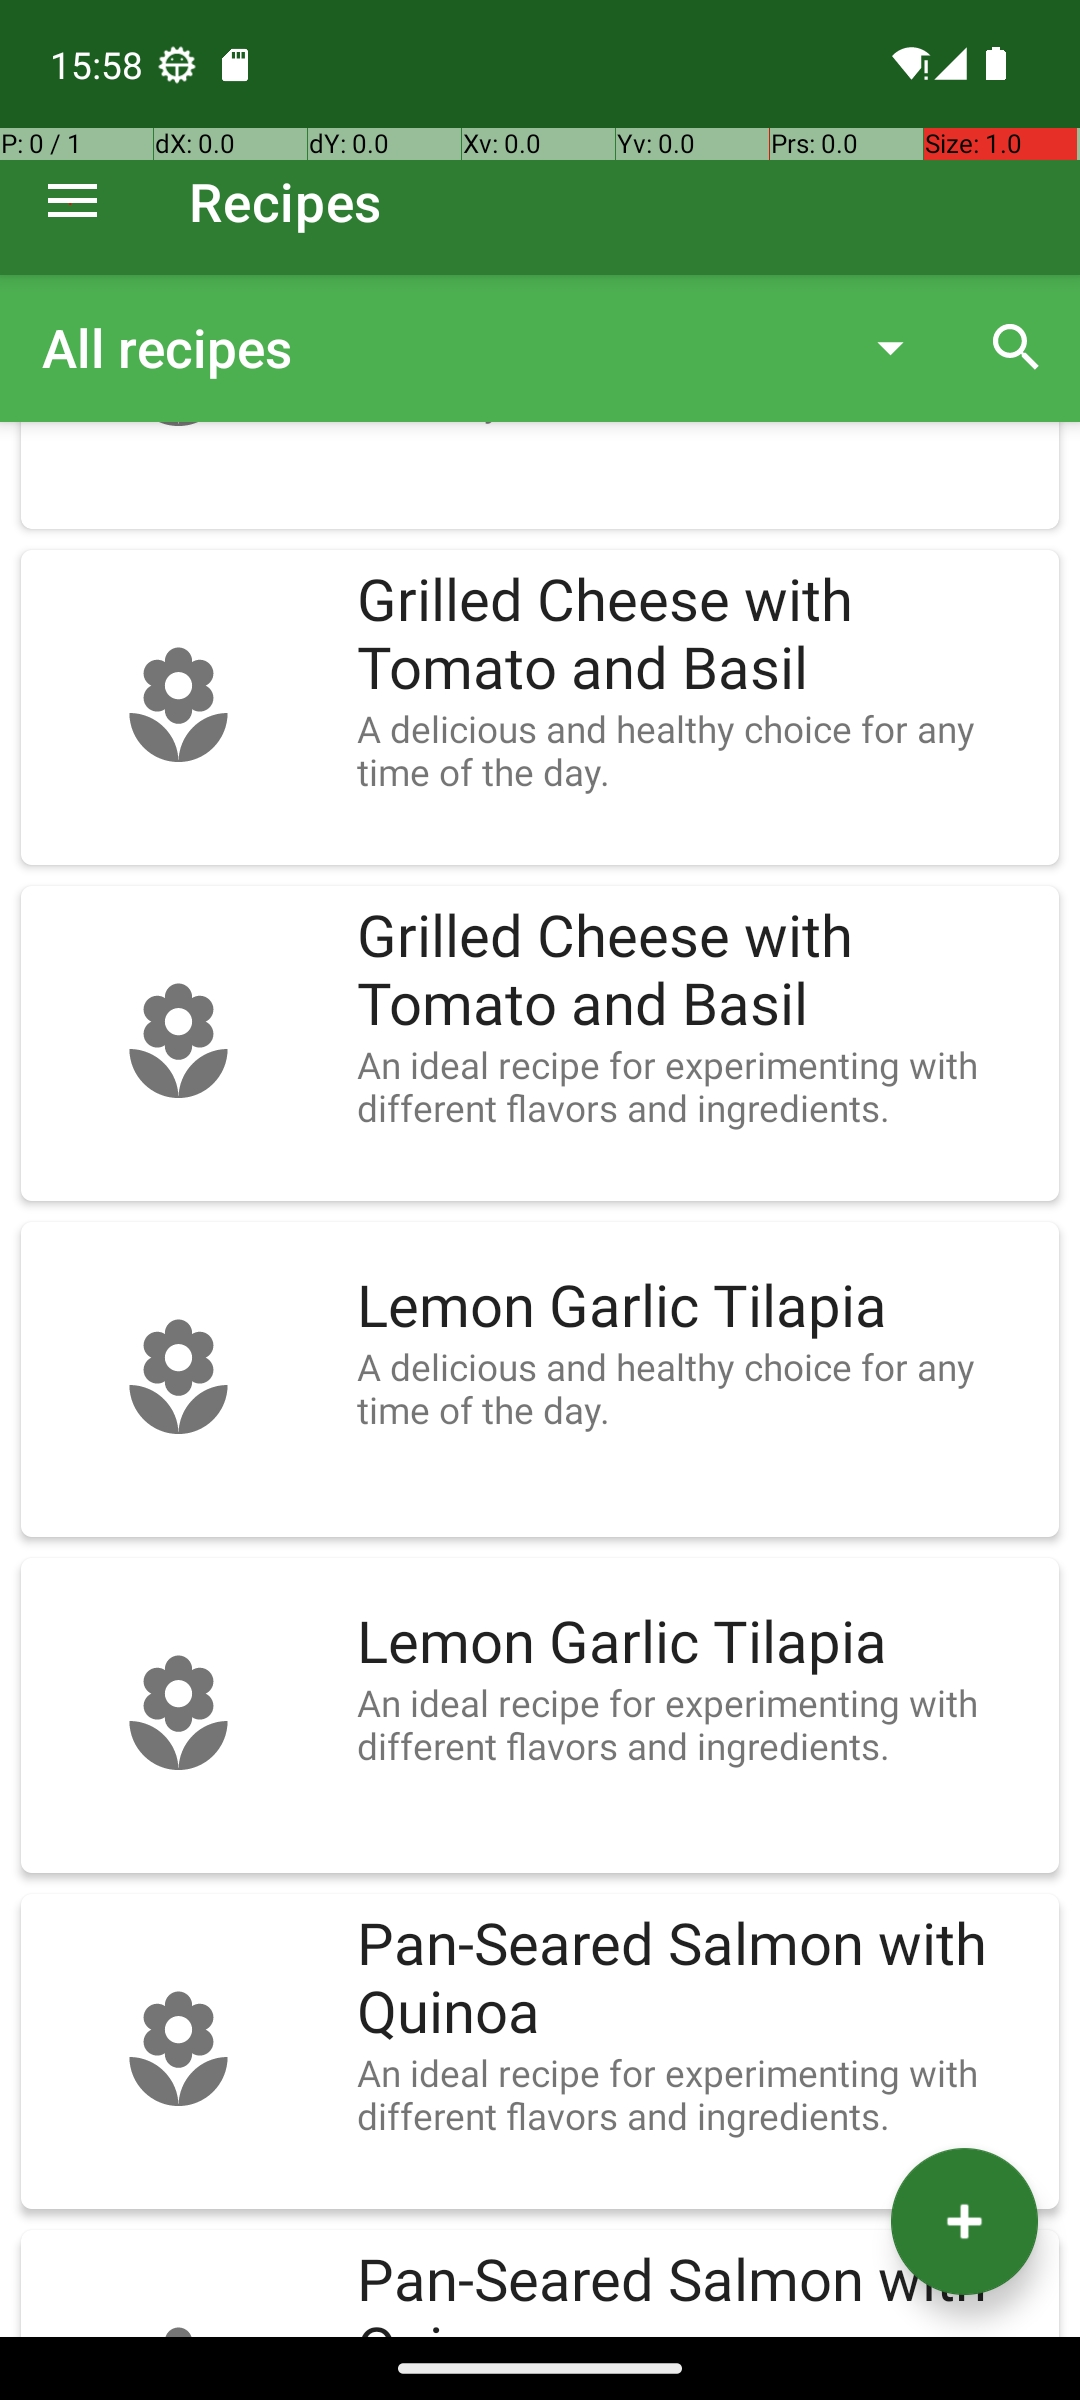 15:58
P: 0 / 1 dX: 0.0 dY: 0.0 Xv: 0.0 Yv: 0.0 Prs: 0.0 Size: 1.0
Recipes
All recipes
Grilled Cheese with
Tomato and Basil
A delicious and healthy choice for any
time of the day.
Grilled Cheese with
Tomato and Basil
An ideal recipe for experimenting with
different flavors and ingredients.
Lemon Garlic Tilapia
A delicious and healthy choice for any
time of the day.
Lemon Garlic Tilapia
An ideal recipe for experimenting with
different flavors and ingredients.
Pan-Seared Salmon with
Quinoa
An ideal recipe for experimenting with
different flavors and ingredients.
Pan-Seared Salmon with